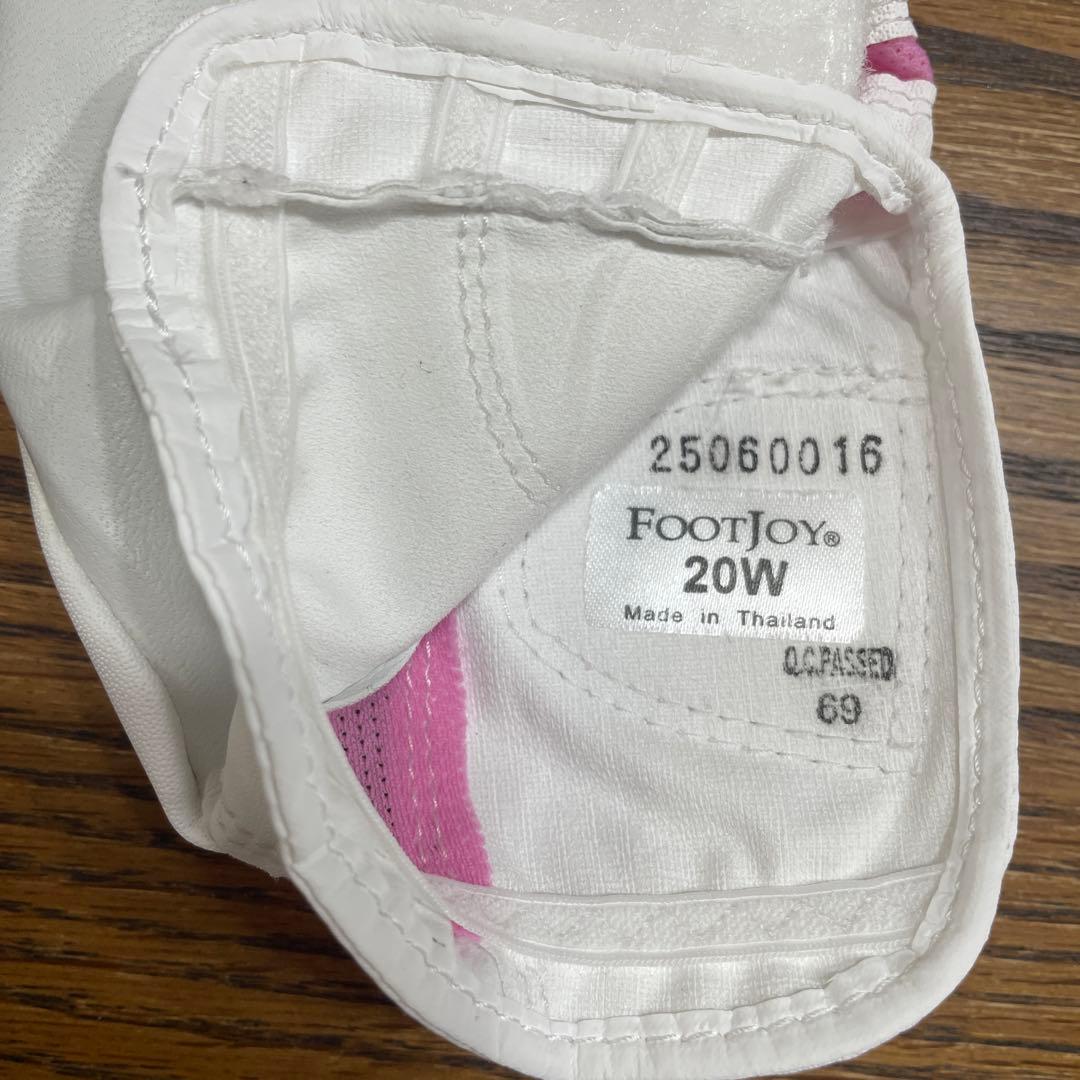 25060016
FOOTJOY®
20W
Made in Thailand
Q.C.PASSED
69